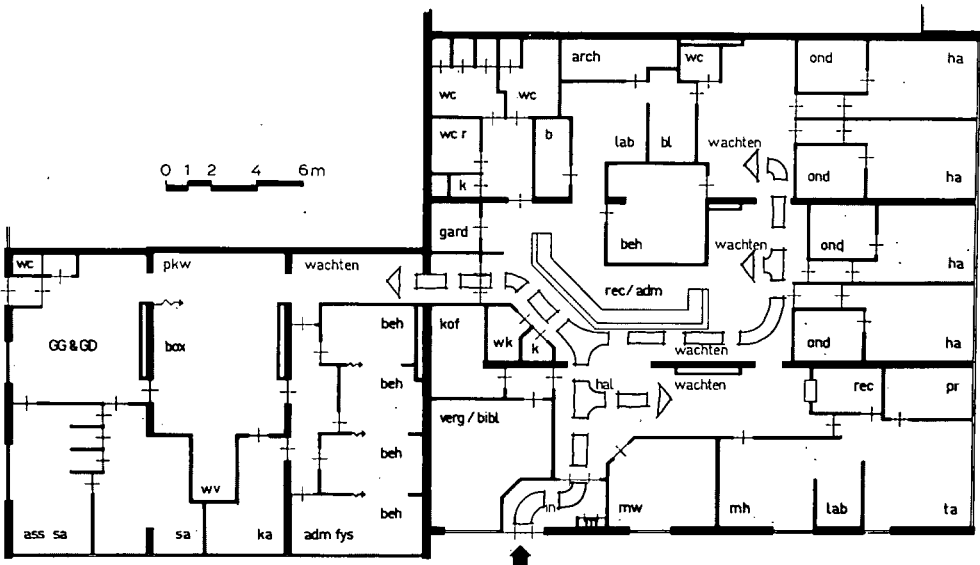 arch
wc
ond
ha
wc
wc
wc r
b
lab
bl
wachten
k
ond
ha
0 1 2 4 6m
gard
beh
wachten
ond
ha
wc
pkw
wachten
rec/adm
GG & GD
box
beh
kof
wk
k
wachten
ond
ha
beh
hal
wachten
rec
pr
verg / bibl
beh
wv
beh
in
mw
mh
lab
ta
ass sa
sa
ka
adm fys